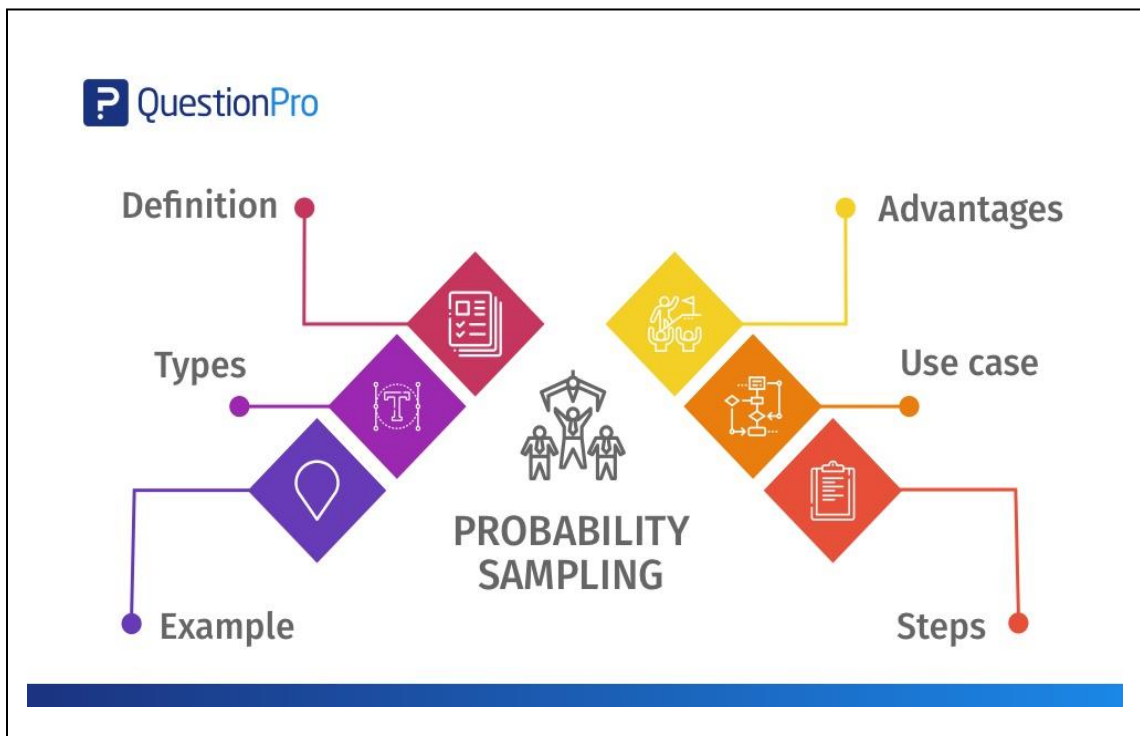 QuestionPro
Definition
Advantages
Types
Use case
T
PROBABILITY
SAMPLING
Example
Steps